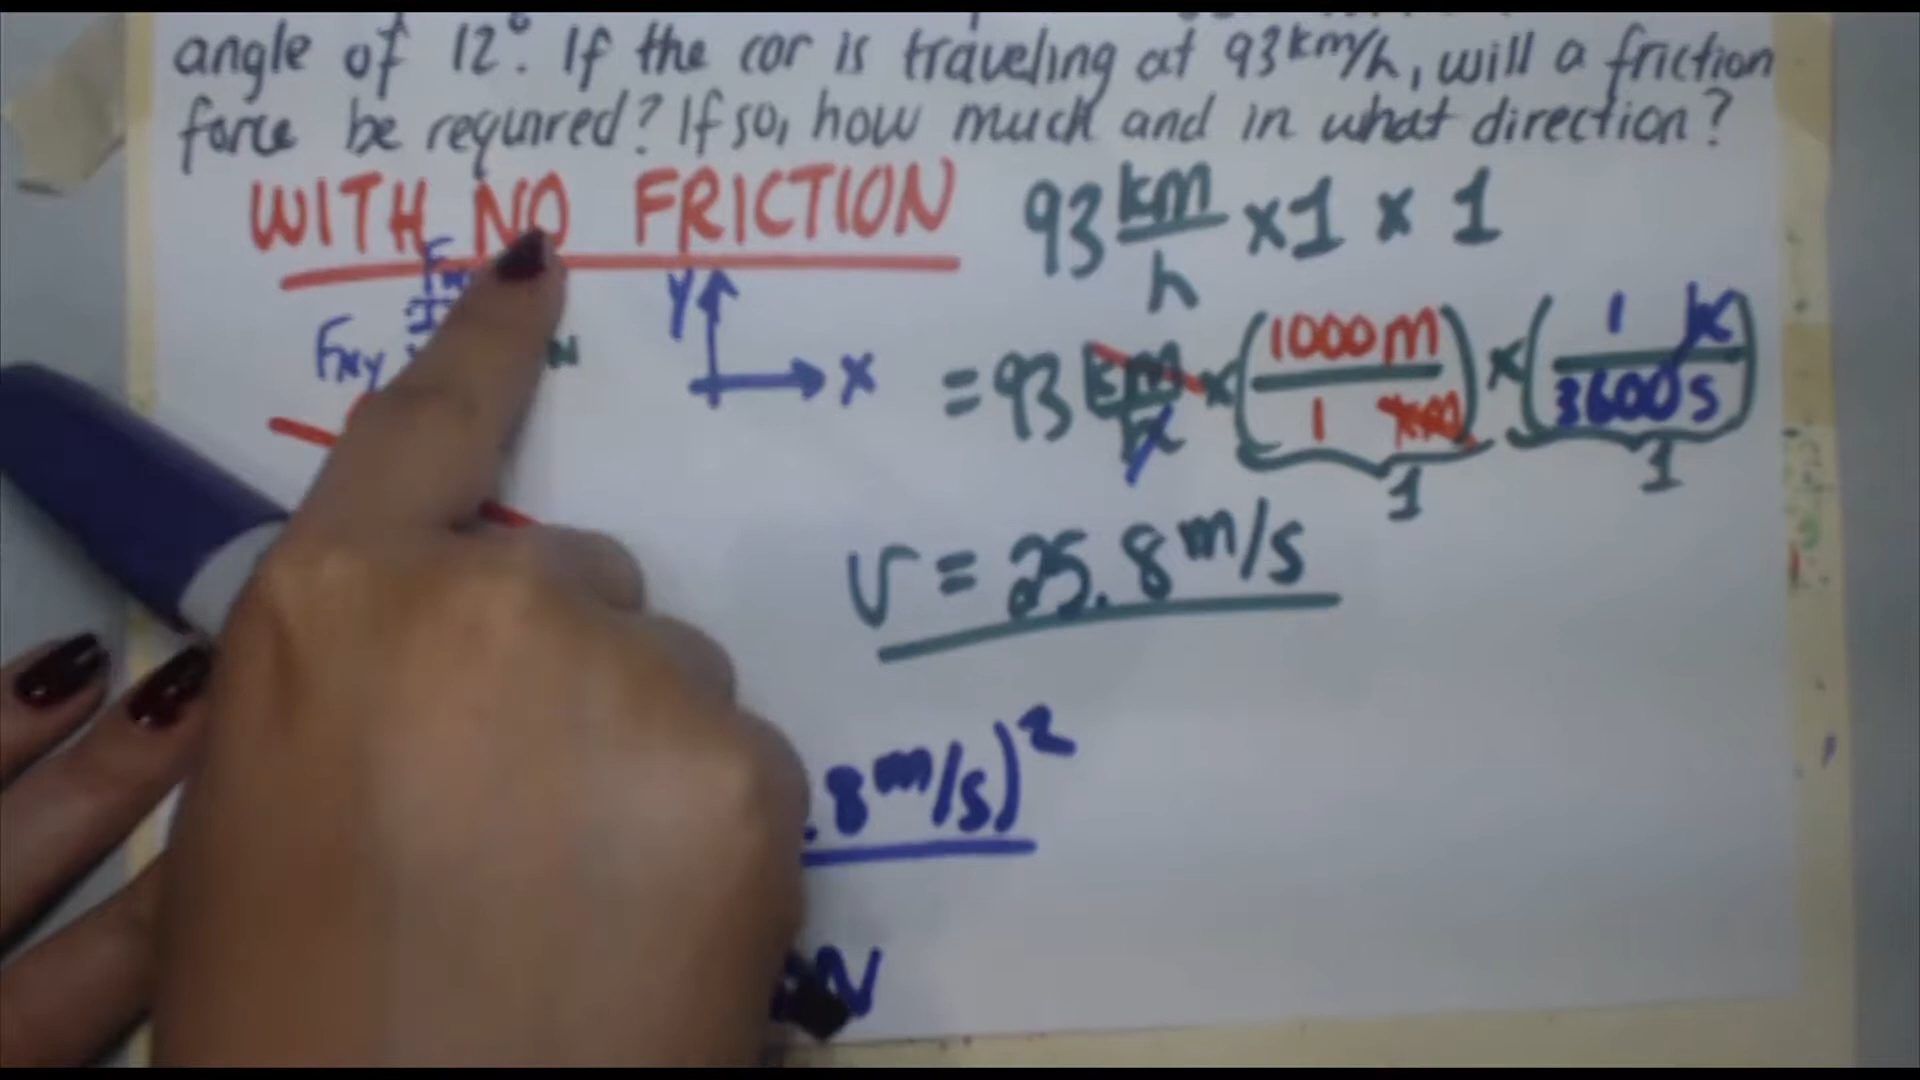 angle of 12°. If the car is traveling at 93 km/h, will a friction
force be required? If so, how much and in what direction?
WITH NO FRICTION
93 km/h x 1 x 1
Y
X
FNy
N
= 93 km/h x (1000 m / 1 km) x (1 h / 3600 s)
1
1
v = 25.8 m/s
.8 m/s)²
N